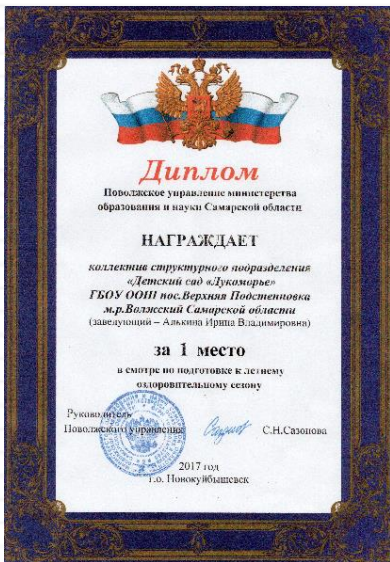 Диплом
Поволжское управление министерства
образования и науки Самарской области
НАГРАЖДАЕТ
коллектив структурного подразделения
«Детский сад «Лукоморье»
ГБОУ ООШ пос.Верхняя Подстепновка
м.р.Волжский Самарской области
(заведующий – Алькина Ирина Владимировна)
за 1 место
в смотре по подготовке к летнему
оздоровительному сезону
Руководитель
Поволжского управления С.Н.Сазонова
2017 год
г.о. Новокуйбышевск